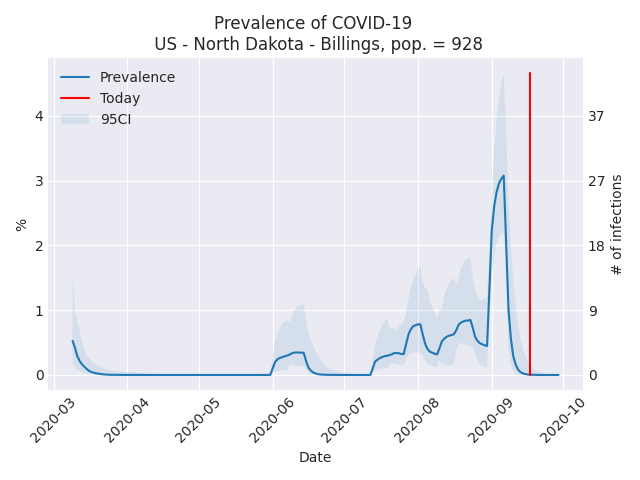 Prevalence of COVID-19
US - North Dakota - Billings, pop. = 928
Prevalence
Today
95CI
%
4
3
2
1
0
37
27
18
9
0
# of infections
2020-03
2020-04
2020-05
2020-06
2020-07
2020-08
2020-09
2020-10
Date